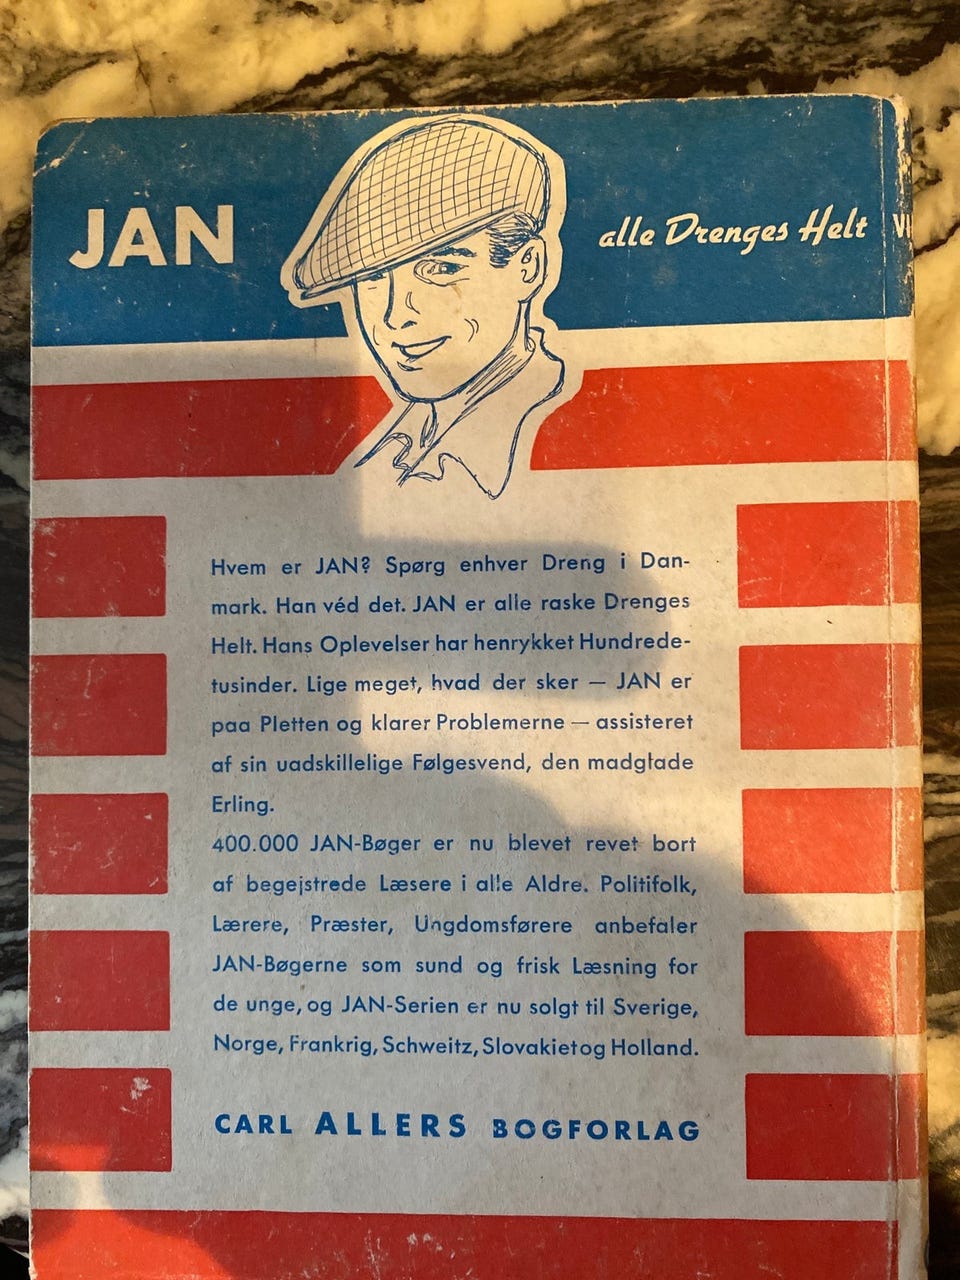 JAN
alle Drenges Helt
Hvem er JAN? Spørg enhver Dreng i Dan-
mark. Han véd det. JAN er alle raske Drenges
Helt. Hans Oplevelser har henrykket Hundrede-
tusinder. Lige meget, hvad der sker — JAN er
paa Pletten og klarer Problemerne — assisteret
af sin uadskillelige Følgesvend, den madglade
Erling.
400.000 JAN-Bøger er nu blevet revet bort
af begejstrede Læsere i alle Aldre. Politifolk,
Lærere, Præster, Ungdomsførere anbefaler
JAN-Bøgerne som sund og frisk Læsning for
de unge, og JAN-Serien er nu solgt til Sverige,
Norge, Frankrig, Schweitz, Slovakiet og Holland.
CARL ALLERS BOGFORLAG